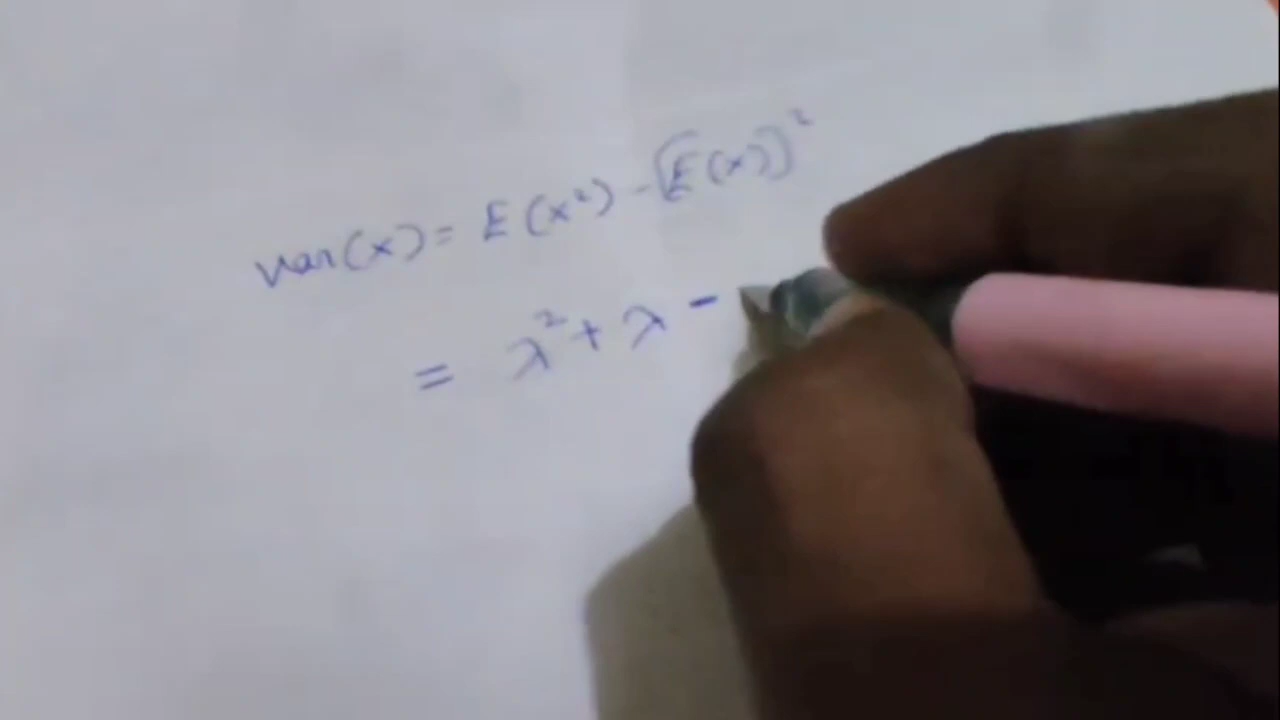 var(x) = E(x²) - [E(x)]²
= λ² + λ -